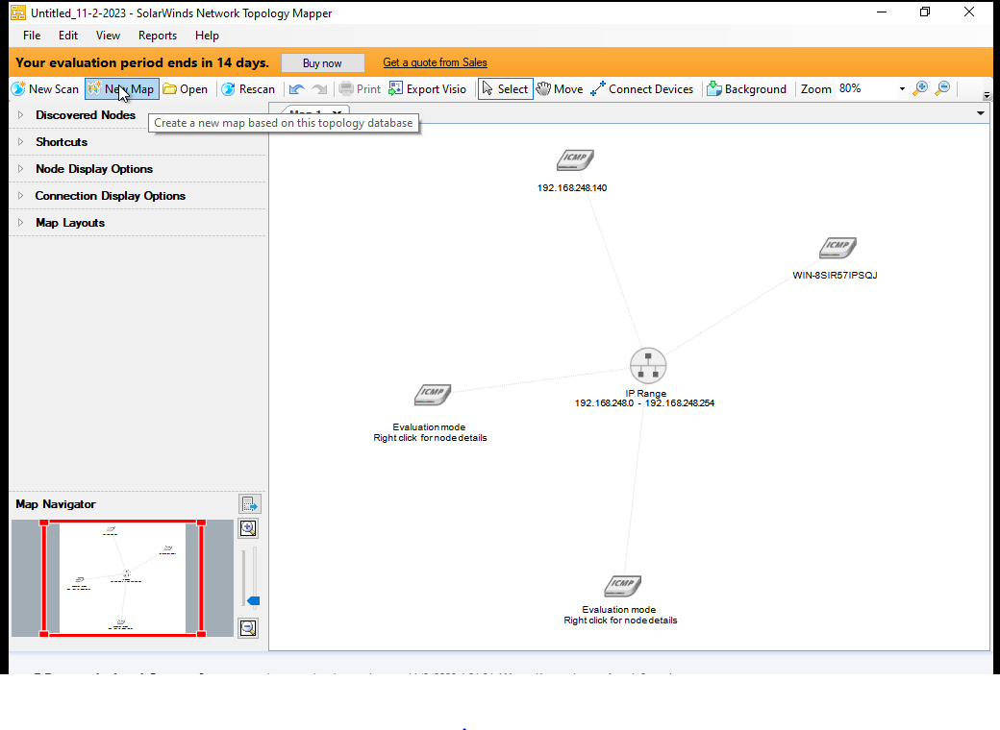 Untitled_11-2-2023 - SolarWinds Network Topology Mapper
File Edit View Reports Help
Your evaluation period ends in 14 days. Buy now Get a quote from Sales
New Scan New Map Open Rescan Print Export Visio Select Move Connect Devices Background Zoom 80%
Create a new map based on this topology database
Discovered Nodes
Shortcuts
Node Display Options
Connection Display Options
Map Layouts
ICMP
192.168.248.140
ICMP
WIN-8SIR57IPSQJ
IP Range
192.168.248.0 - 192.168.248.254
ICMP
Evaluation mode
Right click for node details
ICMP
Evaluation mode
Right click for node details
Map Navigator